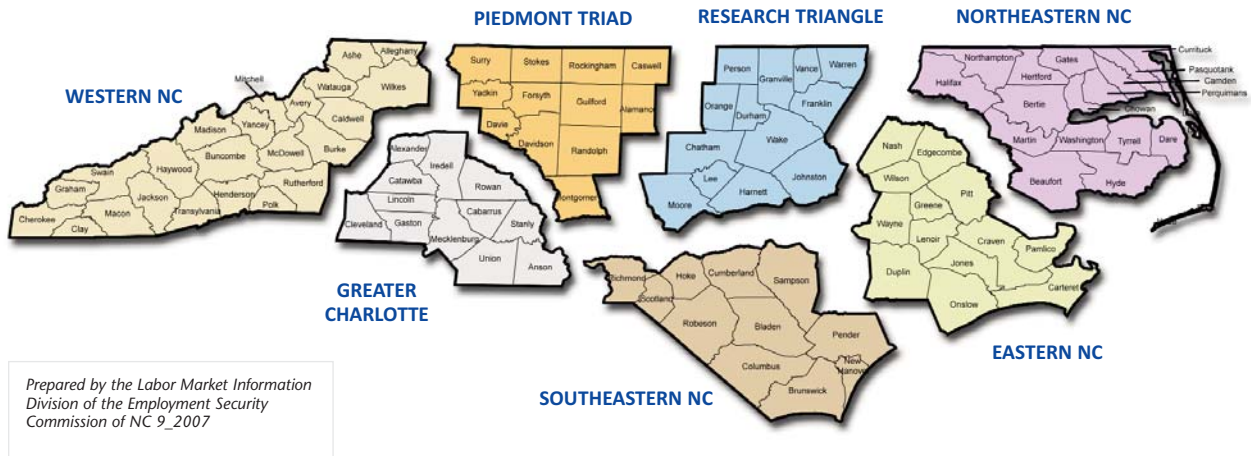 PIEDMONT TRIAD
RESEARCH TRIANGLE
NORTHEASTERN NC
WESTERN NC
Ashe
Alleghany
Mitchell
Watauga
Wilkes
Avery
Madison
Yancey
Caldwell
Buncombe
McDowell
Burke
Swain
Haywood
Graham
Jackson
Henderson
Rutherford
Cherokee
Macon
Transylvania
Polk
Clay
Surry
Stokes
Rockingham
Caswell
Yadkin
Forsyth
Guilford
Alamance
Davie
Davidson
Randolph
Montgomery
Person
Granville
Vance
Warren
Orange
Durham
Franklin
Chatham
Wake
Lee
Johnston
Moore
Harnett
Northampton
Gates
Currituck
Halifax
Hertford
Pasquotank
Camden
Perquimans
Bertie
Chowan
Martin
Washington
Tyrrell
Dare
Beaufort
Hyde
Alexander
Iredell
Catawba
Rowan
Lincoln
Cabarrus
Cleveland
Gaston
Stanly
Mecklenburg
Union
Anson
GREATER
CHARLOTTE
Nash
Edgecombe
Wilson
Pitt
Greene
Wayne
Lenoir
Craven
Pamlico
Jones
Duplin
Carteret
Onslow
EASTERN NC
Richmond
Hoke
Cumberland
Sampson
Scotland
Robeson
Bladen
Pender
Columbus
New
Hanover
Brunswick
SOUTHEASTERN NC
Prepared by the Labor Market Information
Division of the Employment Security
Commission of NC 9_2007